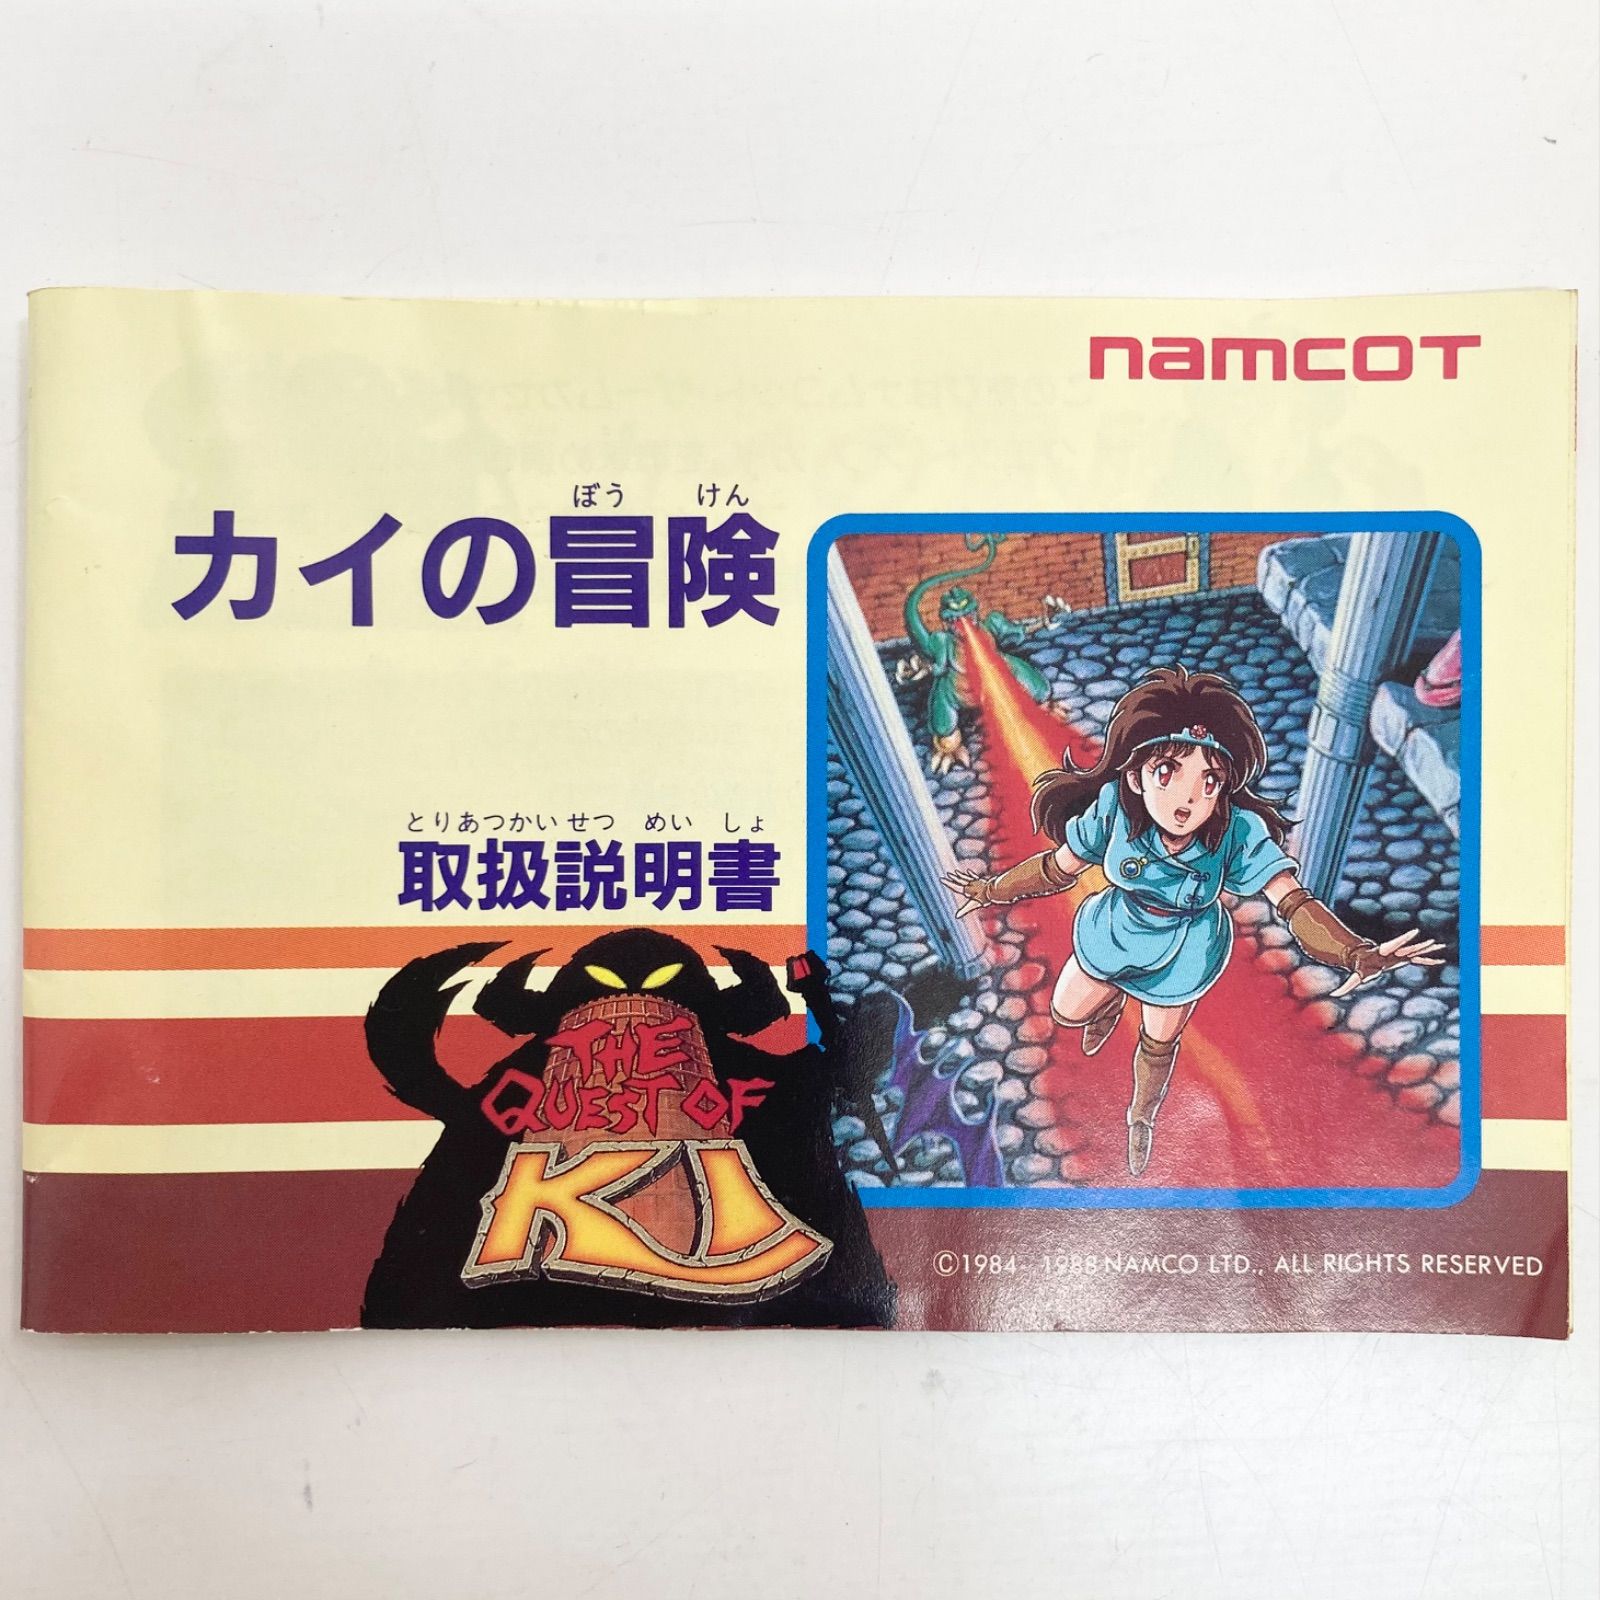 namcot
ぼう けん
カイの冒険
とりあつかい せつ めい しょ
取扱説明書
THE
QUEST OF
KI
©1984-1988 NAMCO LTD., ALL RIGHTS RESERVED